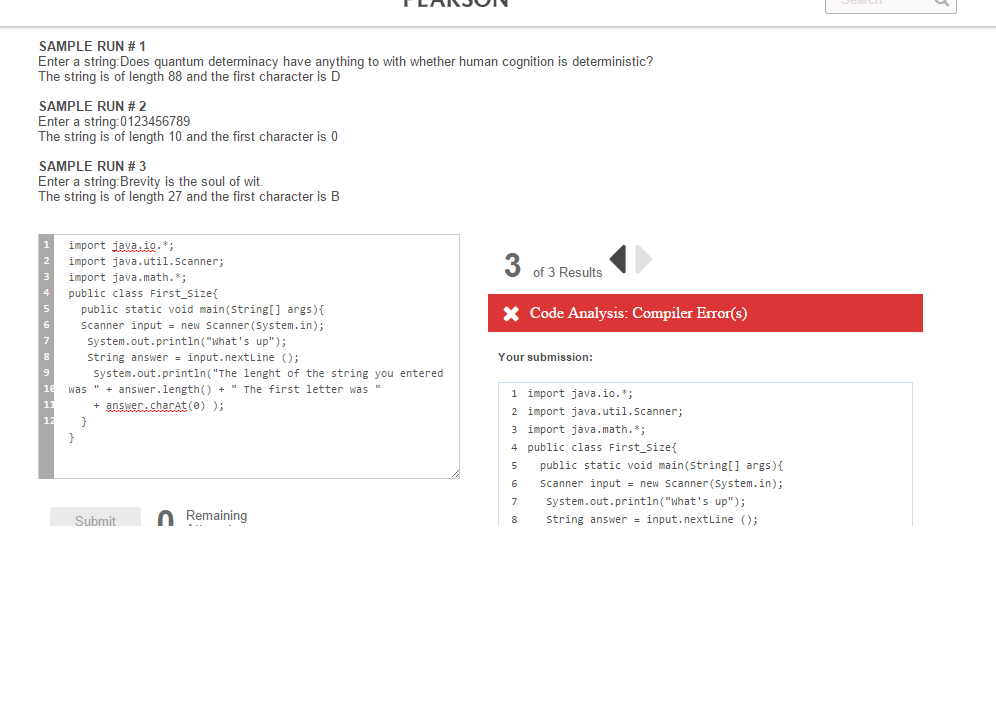 PEARSON
Search
SAMPLE RUN # 1
Enter a string:Does quantum determinacy have anything to with whether human cognition is deterministic?
The string is of length 88 and the first character is D
SAMPLE RUN # 2
Enter a string:0123456789
The string is of length 10 and the first character is 0
SAMPLE RUN # 3
Enter a string:Brevity is the soul of wit.
The string is of length 27 and the first character is B
1 import java.io.*;
2 import java.util.Scanner;
3 import java.math.*;
4 public class First_Size{
5 public static void main(String[] args){
6 Scanner input = new Scanner(System.in);
7 System.out.println("What's up");
8 String answer = input.nextLine ();
9 System.out.println("The lenght of the string you entered
10 was " + answer.length() + " The first letter was "
11 + answer.charAt(0) );
12 }
}
Submit
0 Remaining
3 of 3 Results
Code Analysis: Compiler Error(s)
Your submission:
1 import java.io.*;
2 import java.util.Scanner;
3 import java.math.*;
4 public class First_Size{
5 public static void main(String[] args){
6 Scanner input = new Scanner(System.in);
7 System.out.println("What's up");
8 String answer = input.nextLine ();